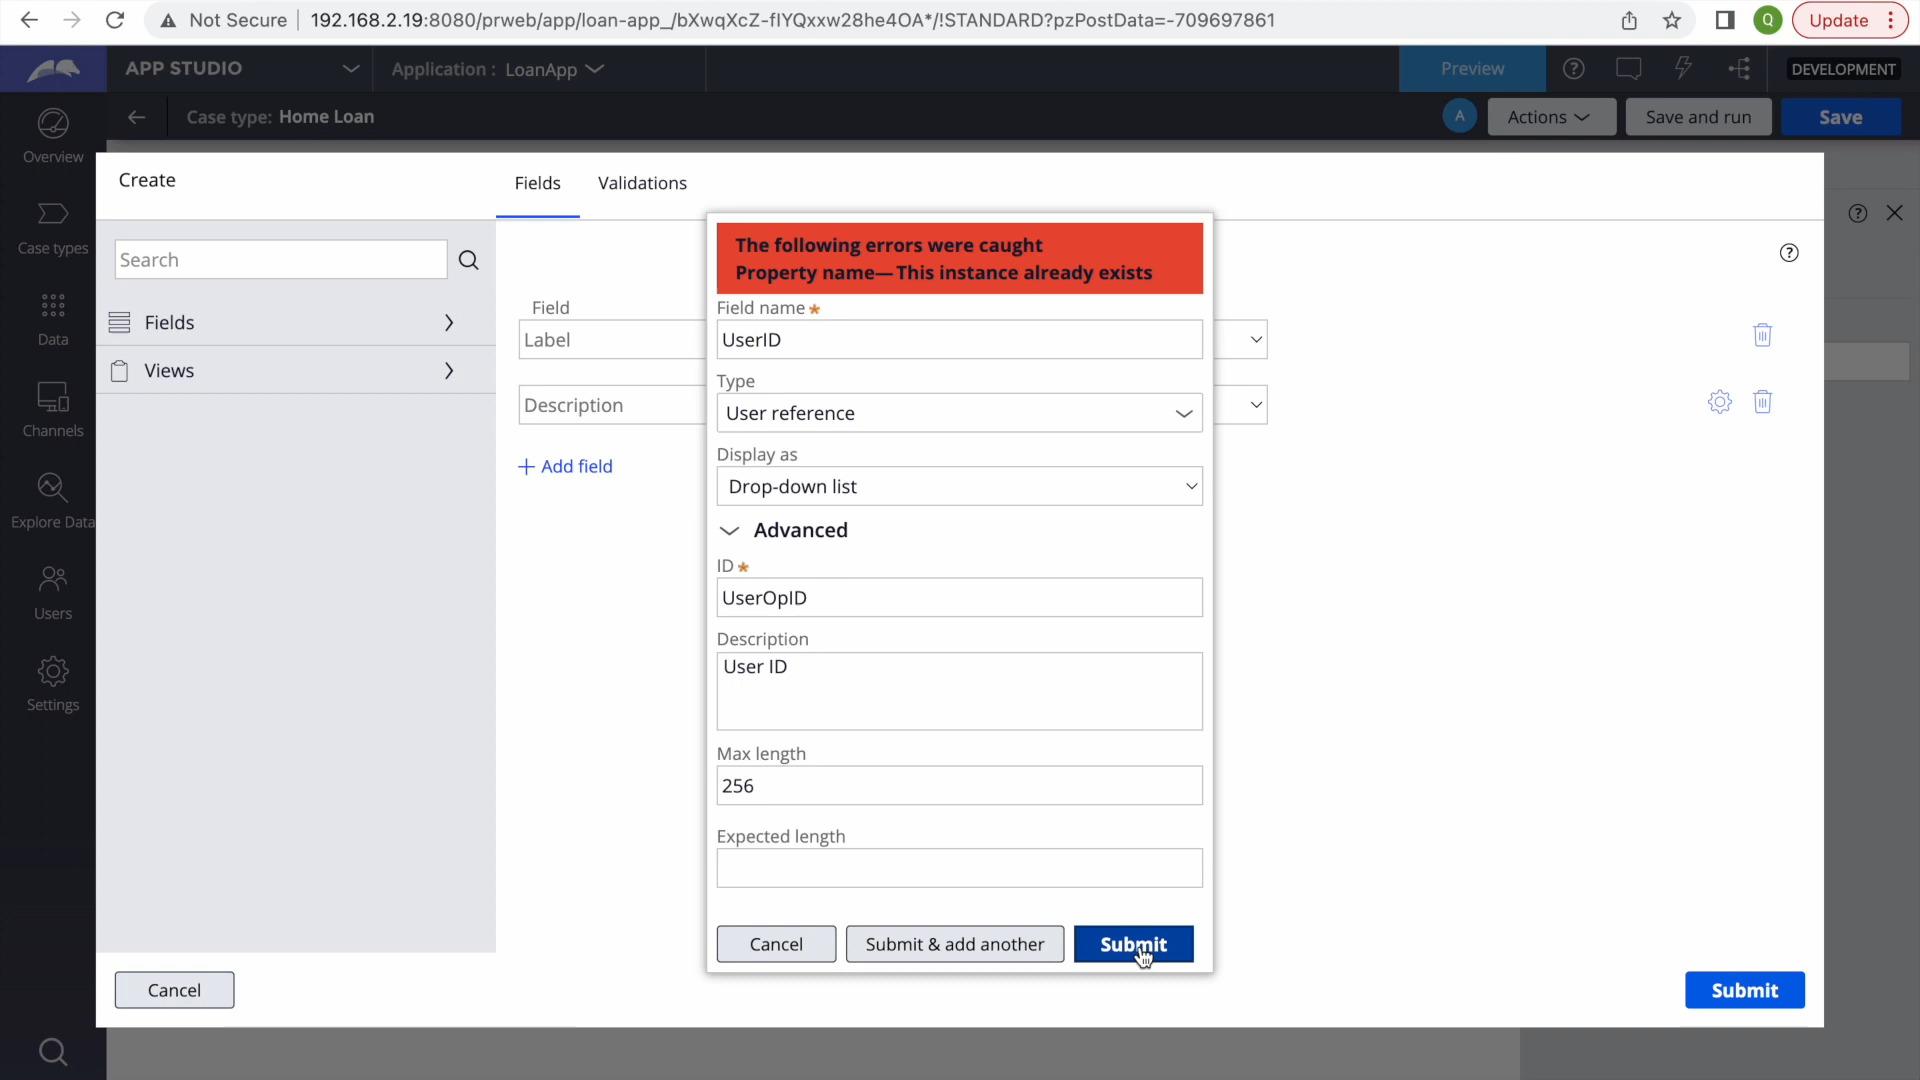 Not Secure
192.168.2.19:8080/prweb/app/loan-app_/bXwqXcZ-fIYQxxw28he4OA*/!STANDARD?pzPostData=-709697861
Q
Update
APP STUDIO
Application : LoanApp
Preview
DEVELOPMENT
Case type: Home Loan
A
Actions
Save and run
Save
Overview
Case types
Data
Channels
Explore Data
Users
Settings
Create
Fields
Validations
Search
Fields
Views
Field
Label
Description
+ Add field
The following errors were caught
Property name— This instance already exists
Field name *
UserID
Type
User reference
Display as
Drop-down list
Advanced
ID *
UserOpID
Description
User ID
Max length
256
Expected length
Cancel
Submit & add another
Submit
Cancel
Submit